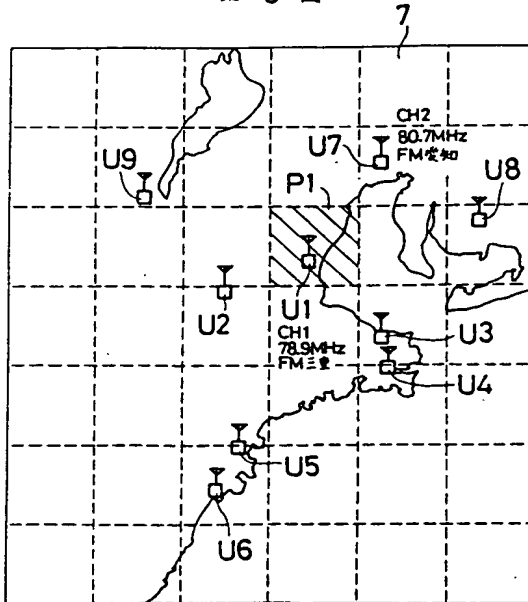 7
CH2
80.7MHz
FM愛知
U7
U9
P1
U8
U1
U2
CH1
78.9MHz
FM三重
U3
U4
U5
U6